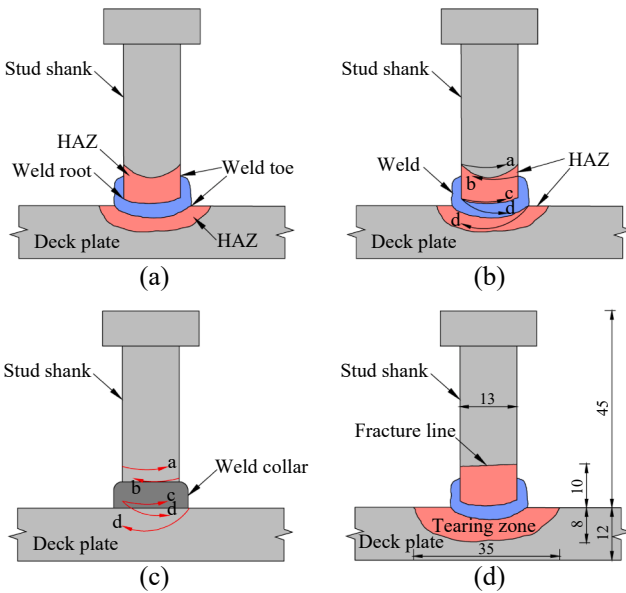 Stud shank
HAZ
Weld root
Weld toe
HAZ
Deck plate
(a)
Stud shank
a
HAZ
Weld
b
c
d
d
Deck plate
(b)
Stud shank
a
b
Weld collar
c
d
d
Deck plate
(c)
45
Stud shank
13
Fracture line
10
Tearing zone
8
12
Deck plate
35
(d)